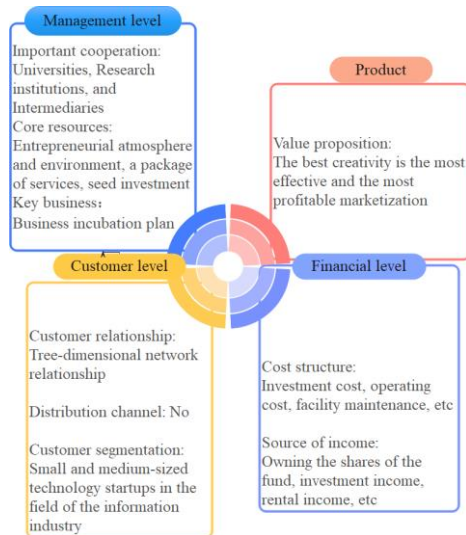 Management level
Important cooperation:
Universities, Research
institutions, and
Intermediaries
Core resources:
Entrepreneurial atmosphere
and environment, a package
of services, seed investment
Key business：
Business incubation plan
Product
Value proposition:
The best creativity is the most
effective and the most
profitable marketization
Customer level
Customer relationship:
Tree-dimensional network
relationship
Distribution channel: No
Customer segmentation:
Small and medium-sized
technology startups in the
field of the information
industry
Financial level
Cost structure:
Investment cost, operating
cost, facility maintenance, etc
Source of income:
Owning the shares of the
fund, investment income,
rental income, etc